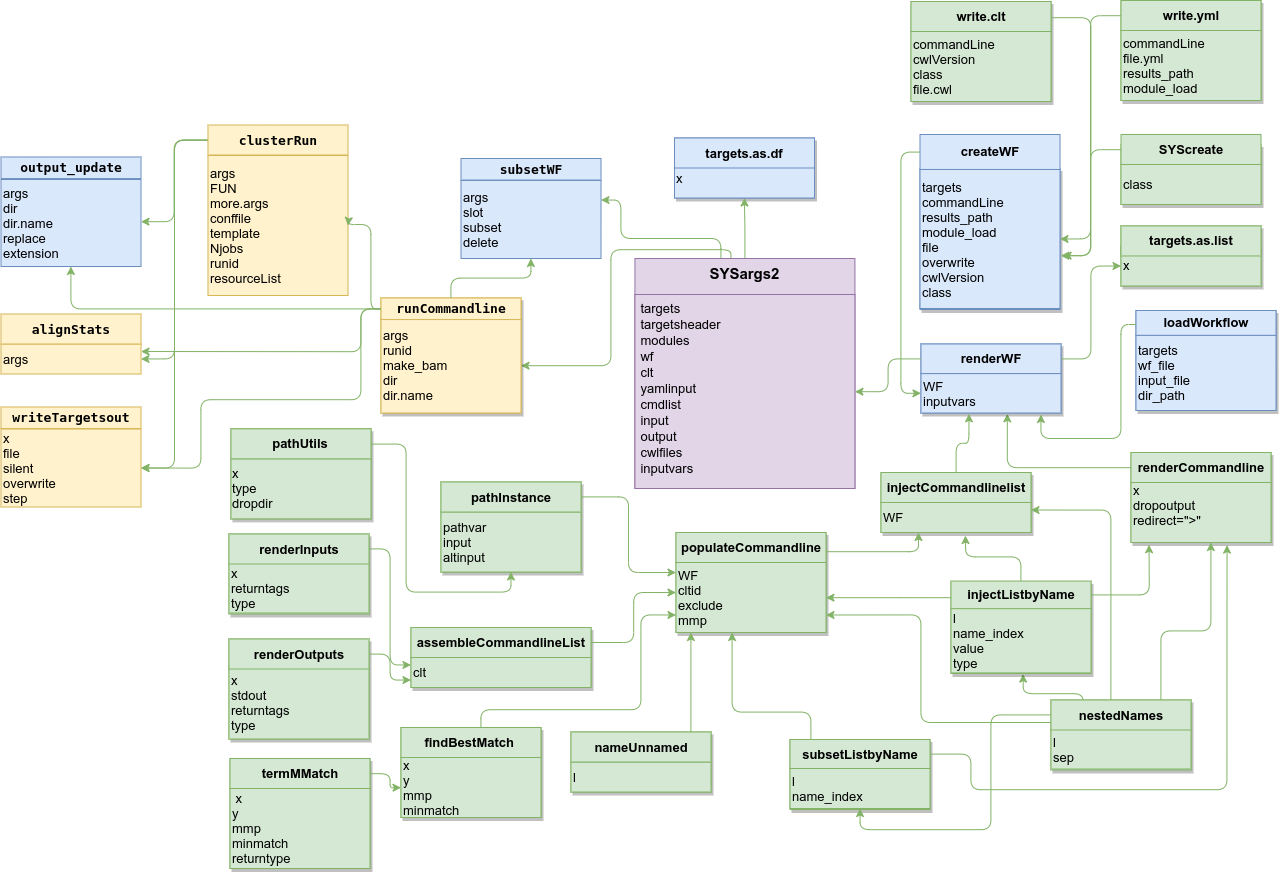 write.clt
commandLine
cwlVersion
class
file.cwl
write.yml
commandLine
file.yml
results_path
module_load
clusterRun
args
FUN
more.args
conffile
template
Njobs
runid
resourceList
output_update
args
dir
dir.name
replace
extension
subsetWF
args
slot
subset
delete
targets.as.df
x
createWF
targets
commandLine
results_path
module_load
file
overwrite
cwlVersion
class
SYScreate
class
targets.as.list
x
SYSargs2
targets
targetsheader
modules
wf
clt
yamlinput
cmdlist
input
output
cwlfiles
inputvars
runCommandline
args
runid
make_bam
dir
dir.name
alignStats
args
loadWorkflow
targets
wf_file
input_file
dir_path
renderWF
WF
inputvars
writeTargetsout
x
file
silent
overwrite
step
pathUtils
x
type
dropdir
pathInstance
pathvar
input
altinput
injectCommandlinelist
WF
renderCommandline
x
dropoutput
redirect=">"
renderInputs
x
returntags
type
populateCommandline
WF
cltid
exclude
mmp
injectListbyName
l
name_index
value
type
assembleCommandlineList
clt
renderOutputs
x
stdout
returntags
type
nestedNames
l
sep
findBestMatch
x
y
mmp
minmatch
nameUnnamed
l
subsetListbyName
l
name_index
termMMatch
x
y
mmp
minmatch
returntype